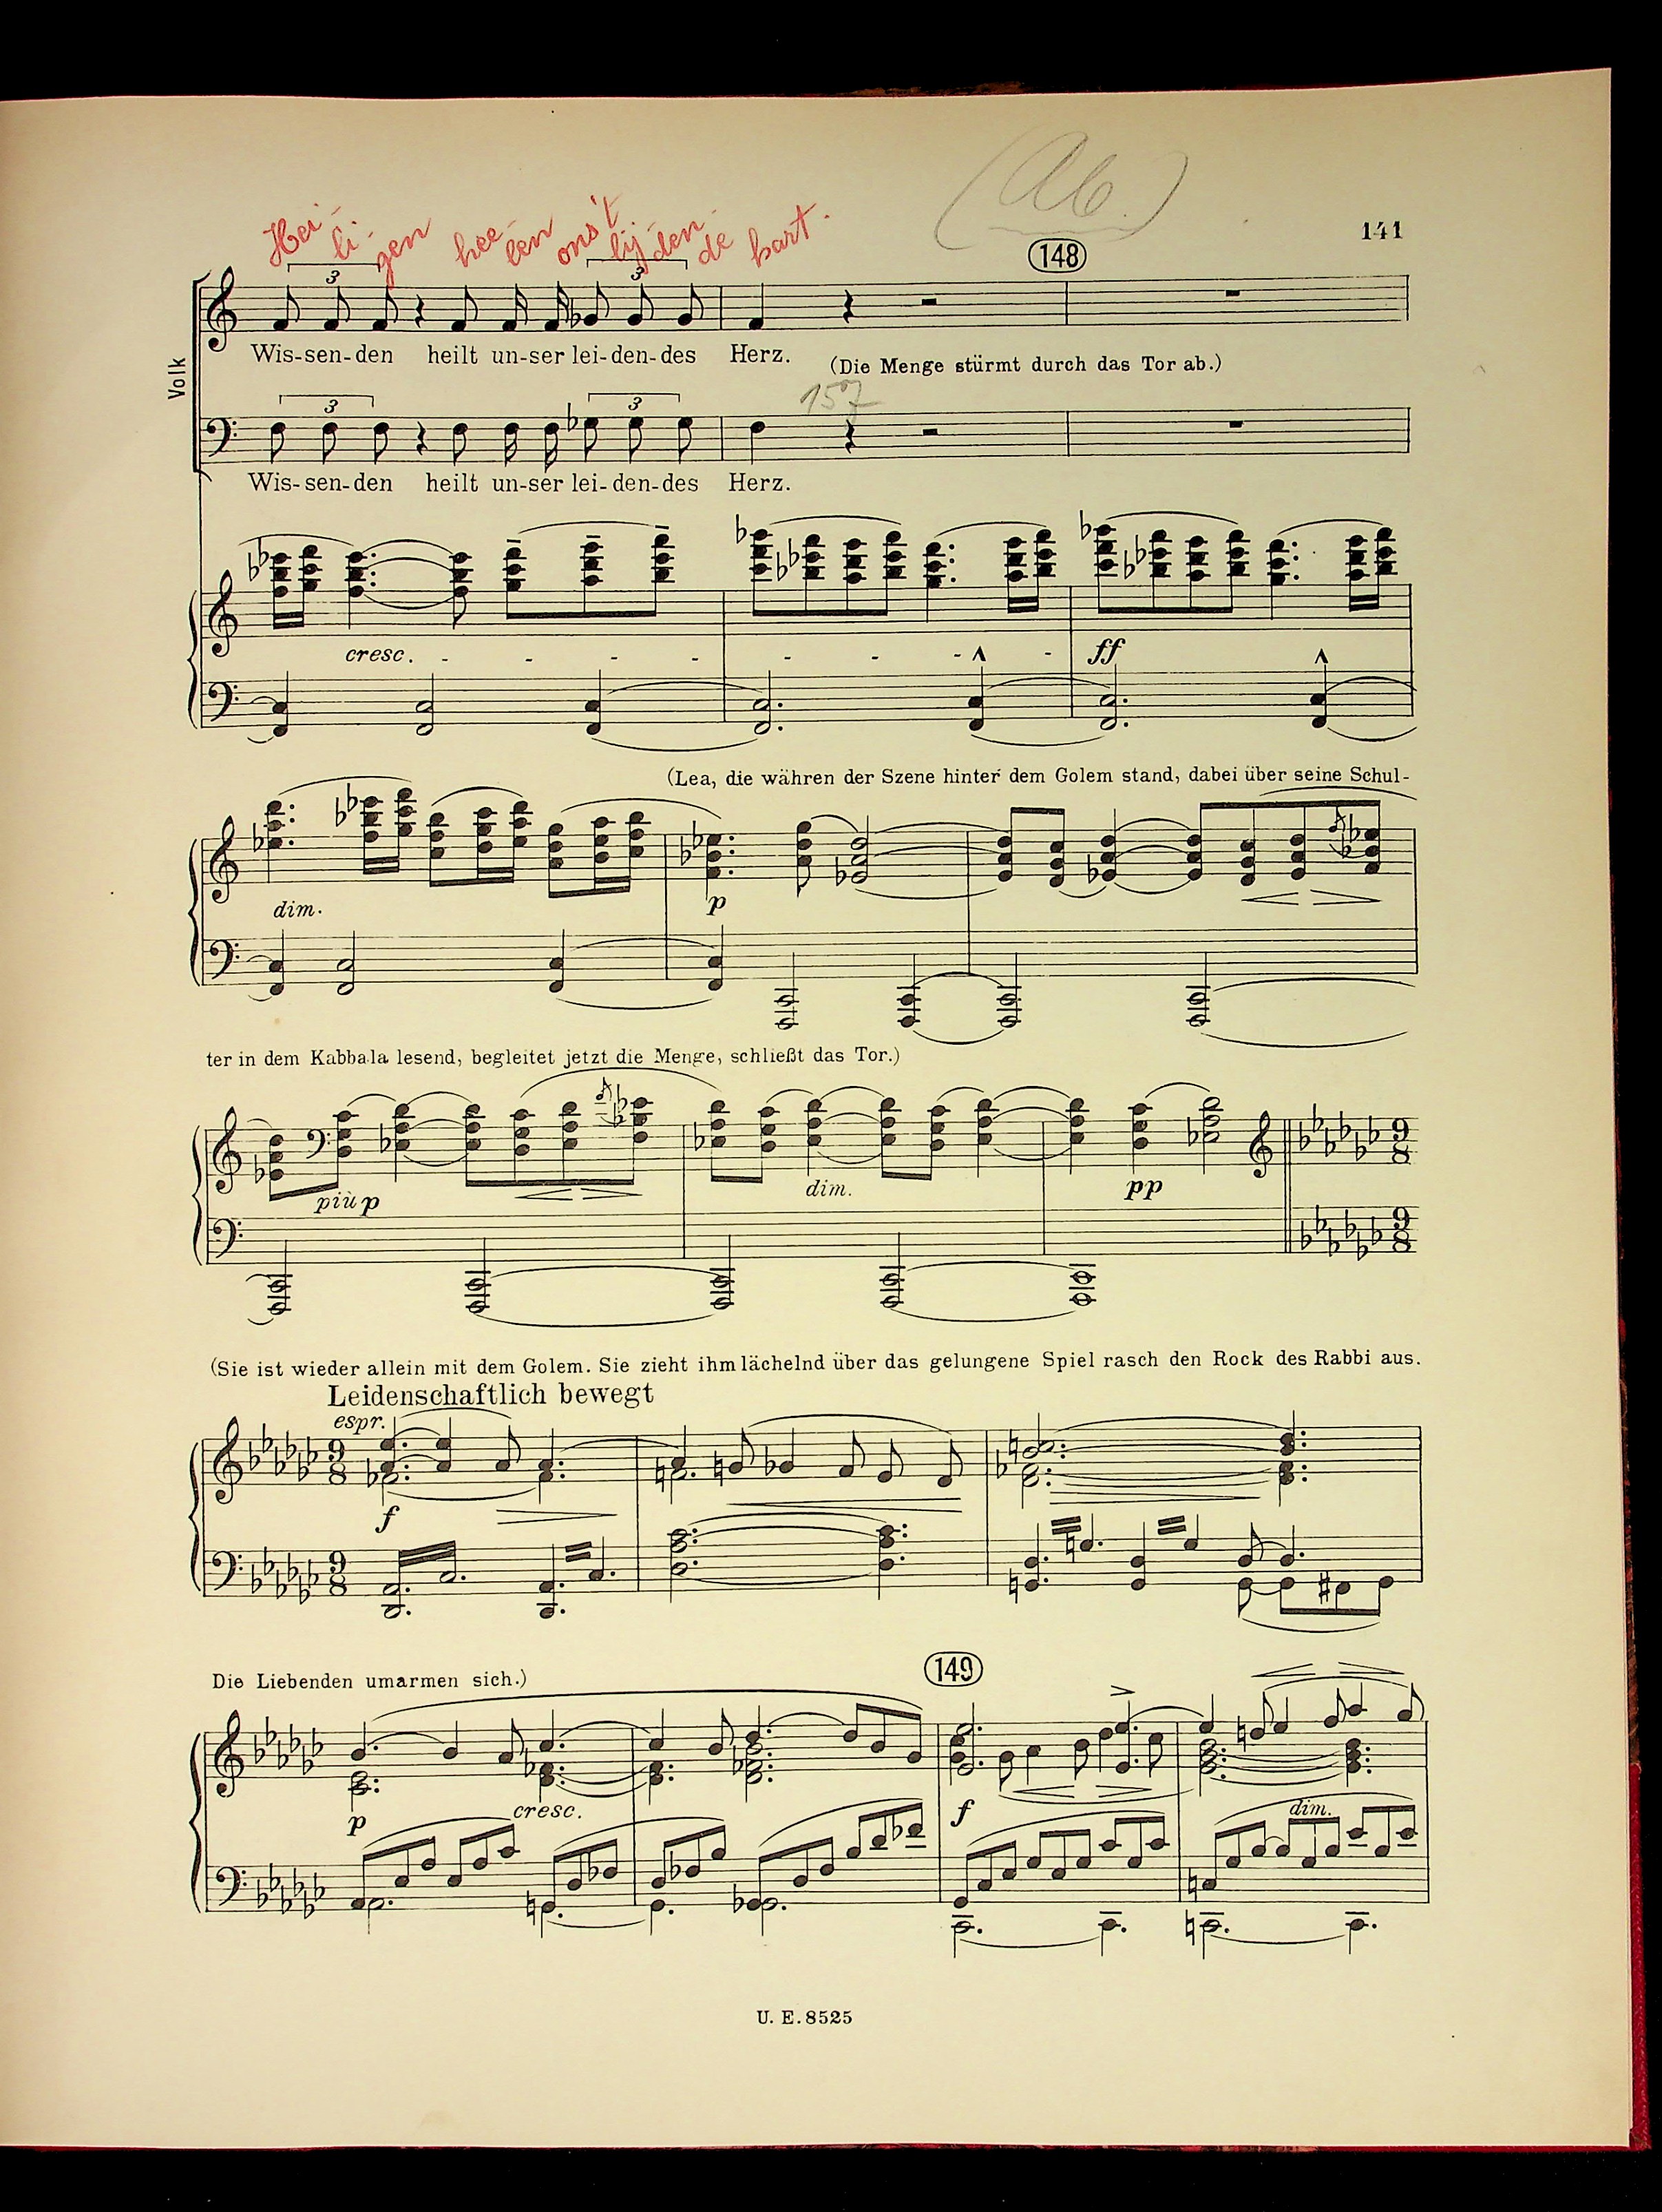 (Ab.)
141
Hei-li-gen hee-len ons't lij-den-de hart.
148
3 3
Volk
Wis-sen-den heilt un-ser lei-den-des Herz.
(Die Menge stürmt durch das Tor ab.)
157
3 3
Wis-sen-den heilt un-ser lei-den-des Herz.
cresc. - - - - - - - - ff
(Lea, die währen der Szene hinter dem Golem stand, dabei über seine Schul-
dim. p
ter in dem Kabbala lesend, begleitet jetzt die Menge, schließt das Tor.)
più p dim. pp
9 8
9 8
(Sie ist wieder allein mit dem Golem. Sie zieht ihm lächelnd über das gelungene Spiel rasch den Rock des Rabbi aus.
Leidenschaftlich bewegt
espr.
9 8
f
9 8
149
Die Liebenden umarmen sich.)
p cresc. f dim.
U. E. 8525